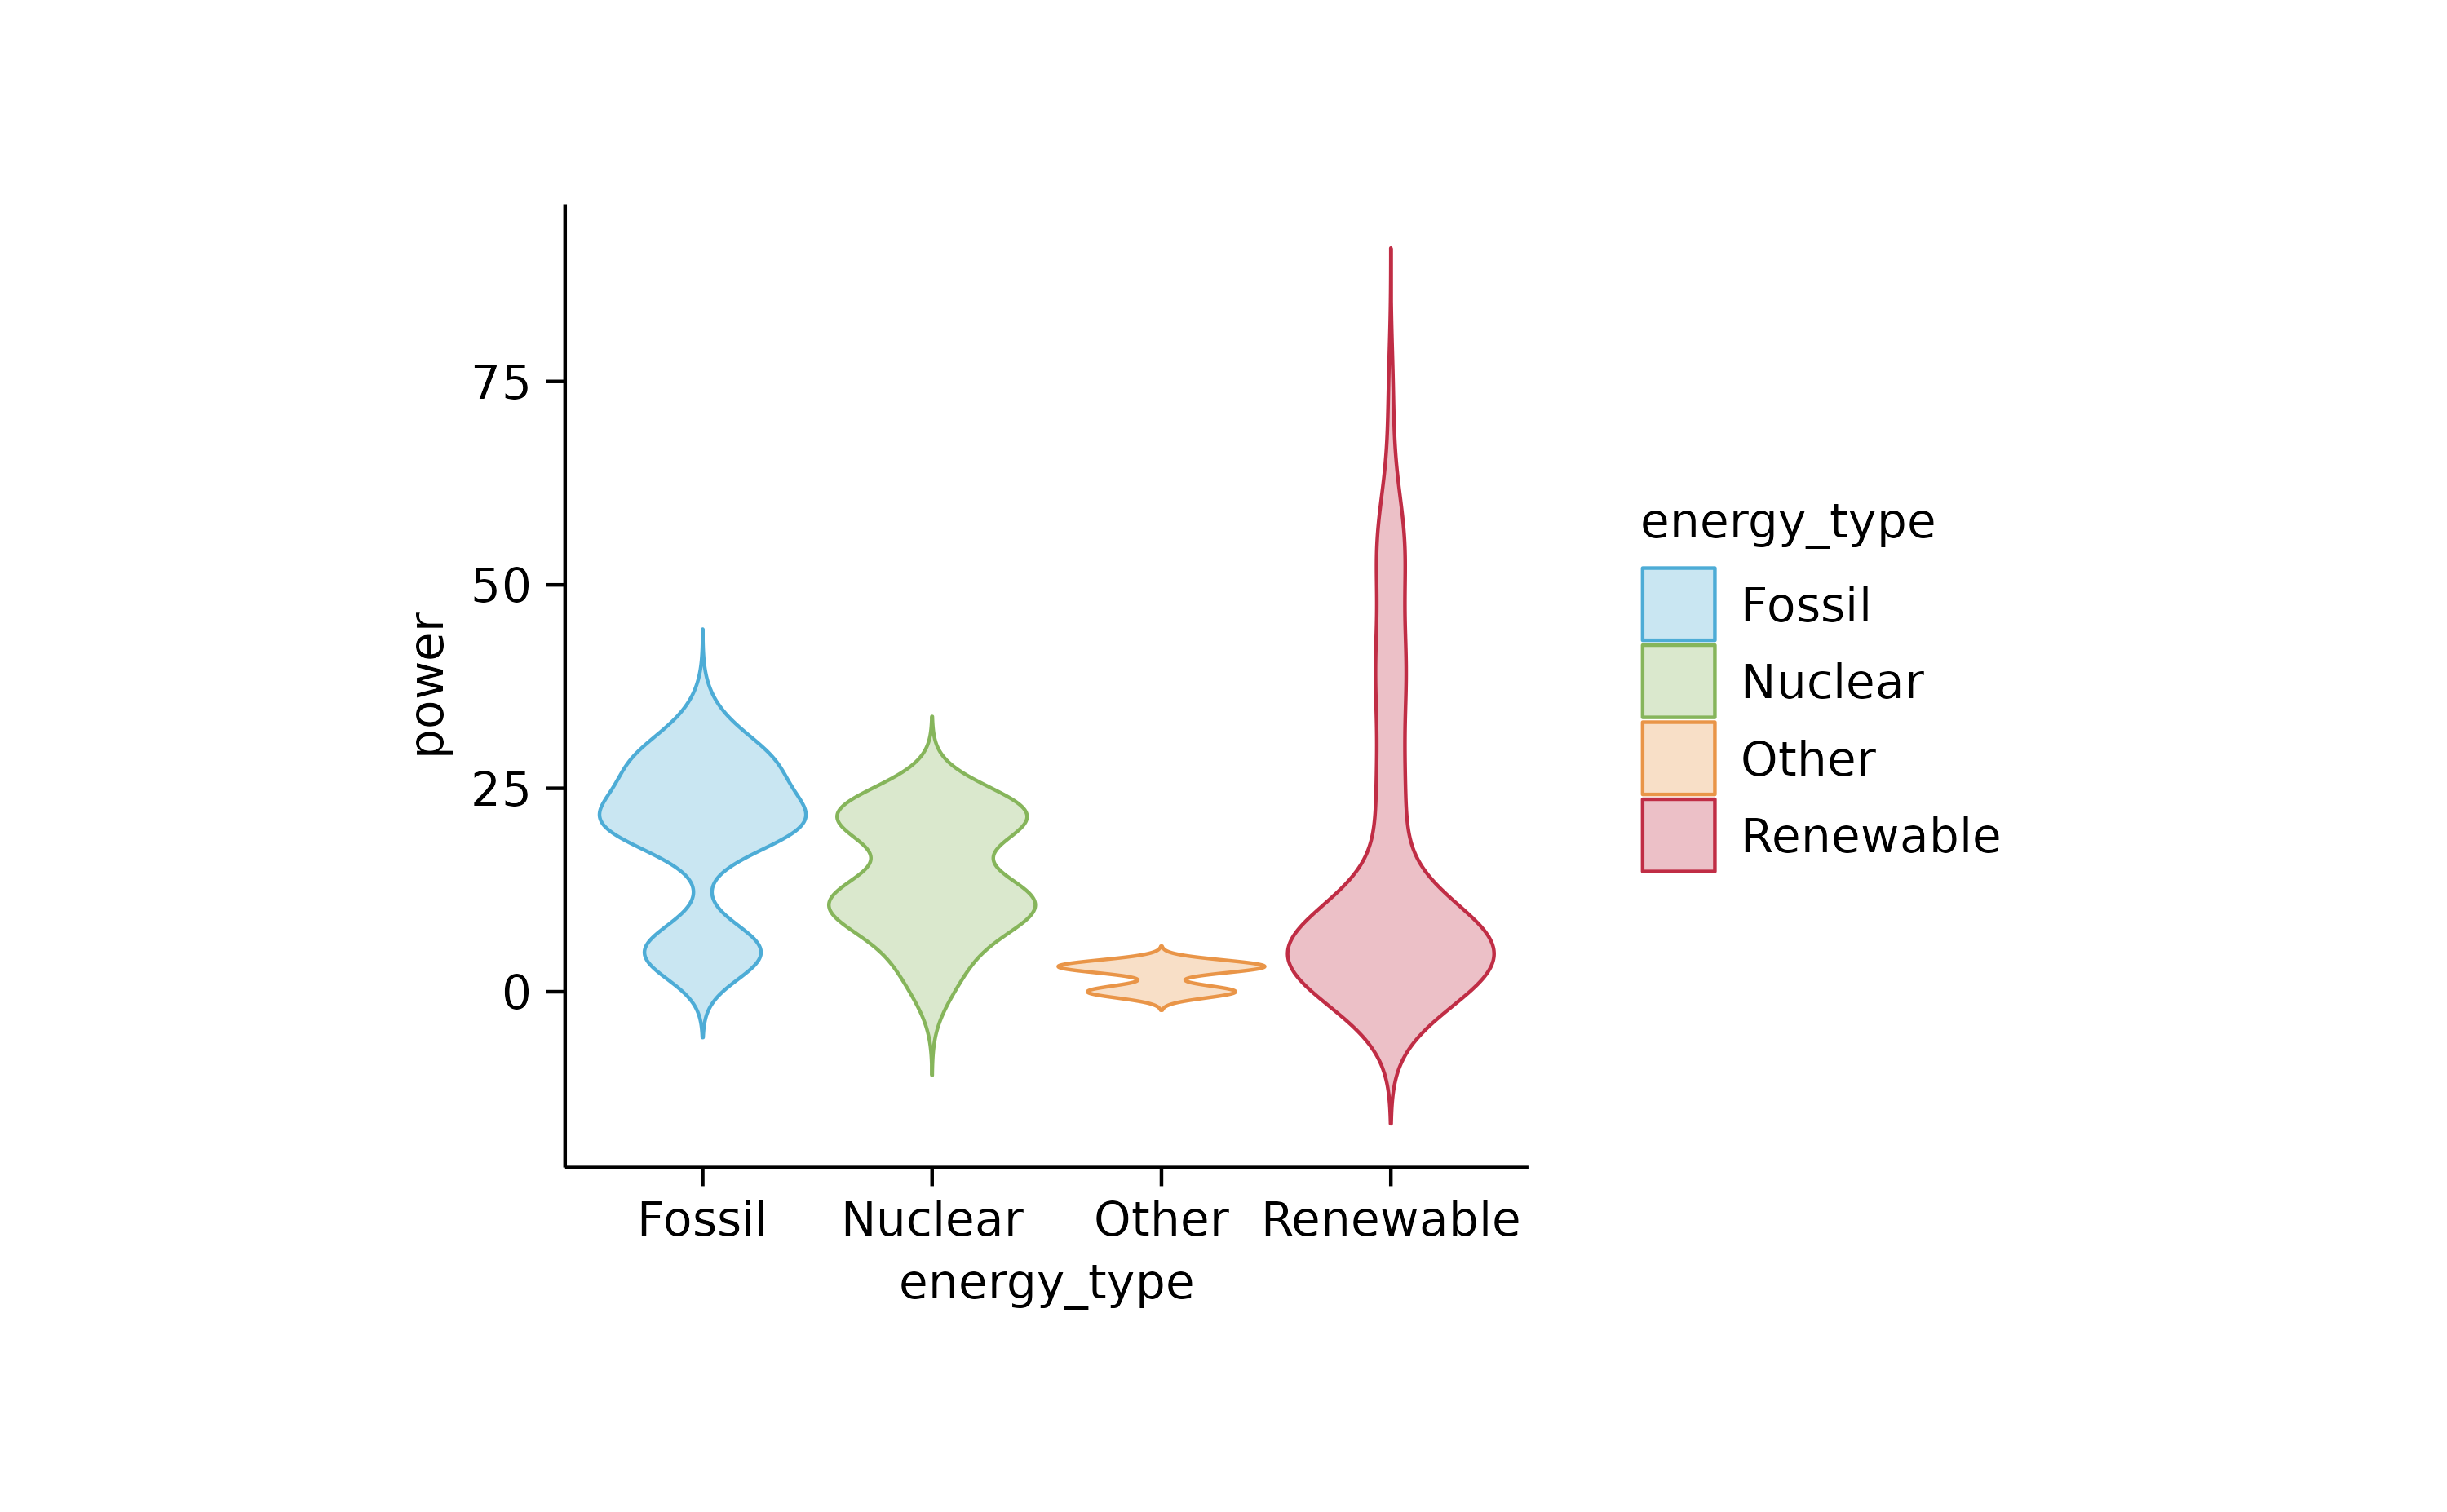 75
50
25
0
power
Fossil
Nuclear
Other
Renewable
energy_type
energy_type
Fossil
Nuclear
Other
Renewable